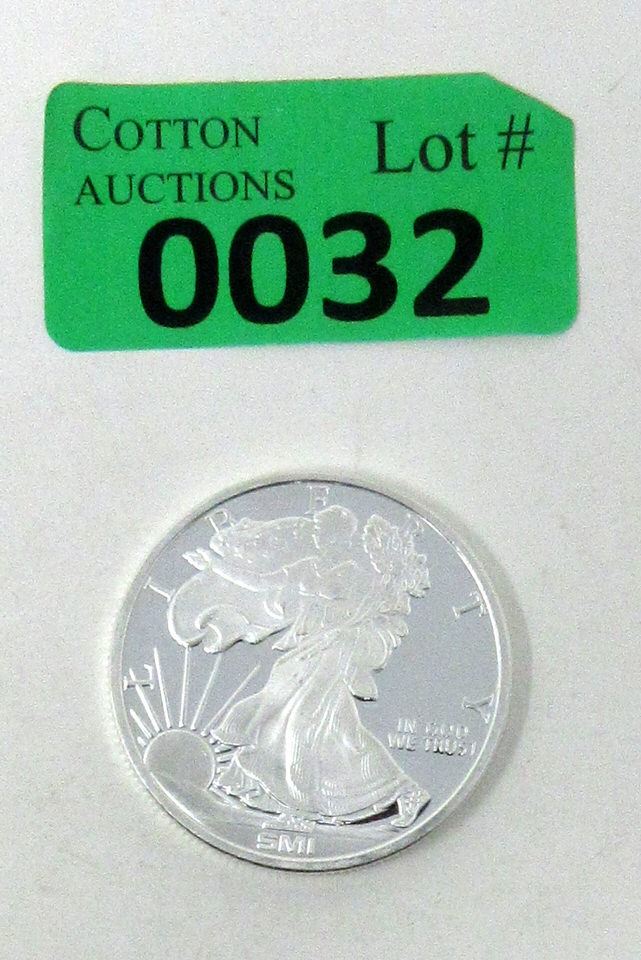 COTTON
AUCTIONS
Lot #
0032
LIBERTY
IN GOD
WE TRUST
SMI